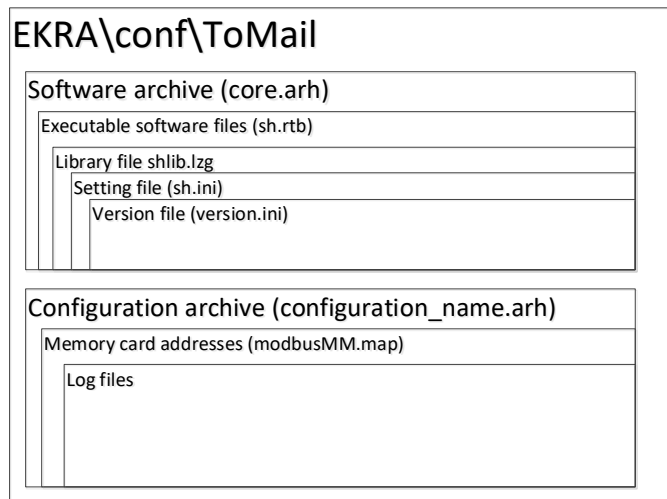 EKRA\conf\ToMail
Software archive (core.arh)
Executable software files (sh.rtb)
Library file shlib.lzg
Setting file (sh.ini)
Version file (version.ini)
Configuration archive (configuration_name.arh)
Memory card addresses (modbusMM.map)
Log files